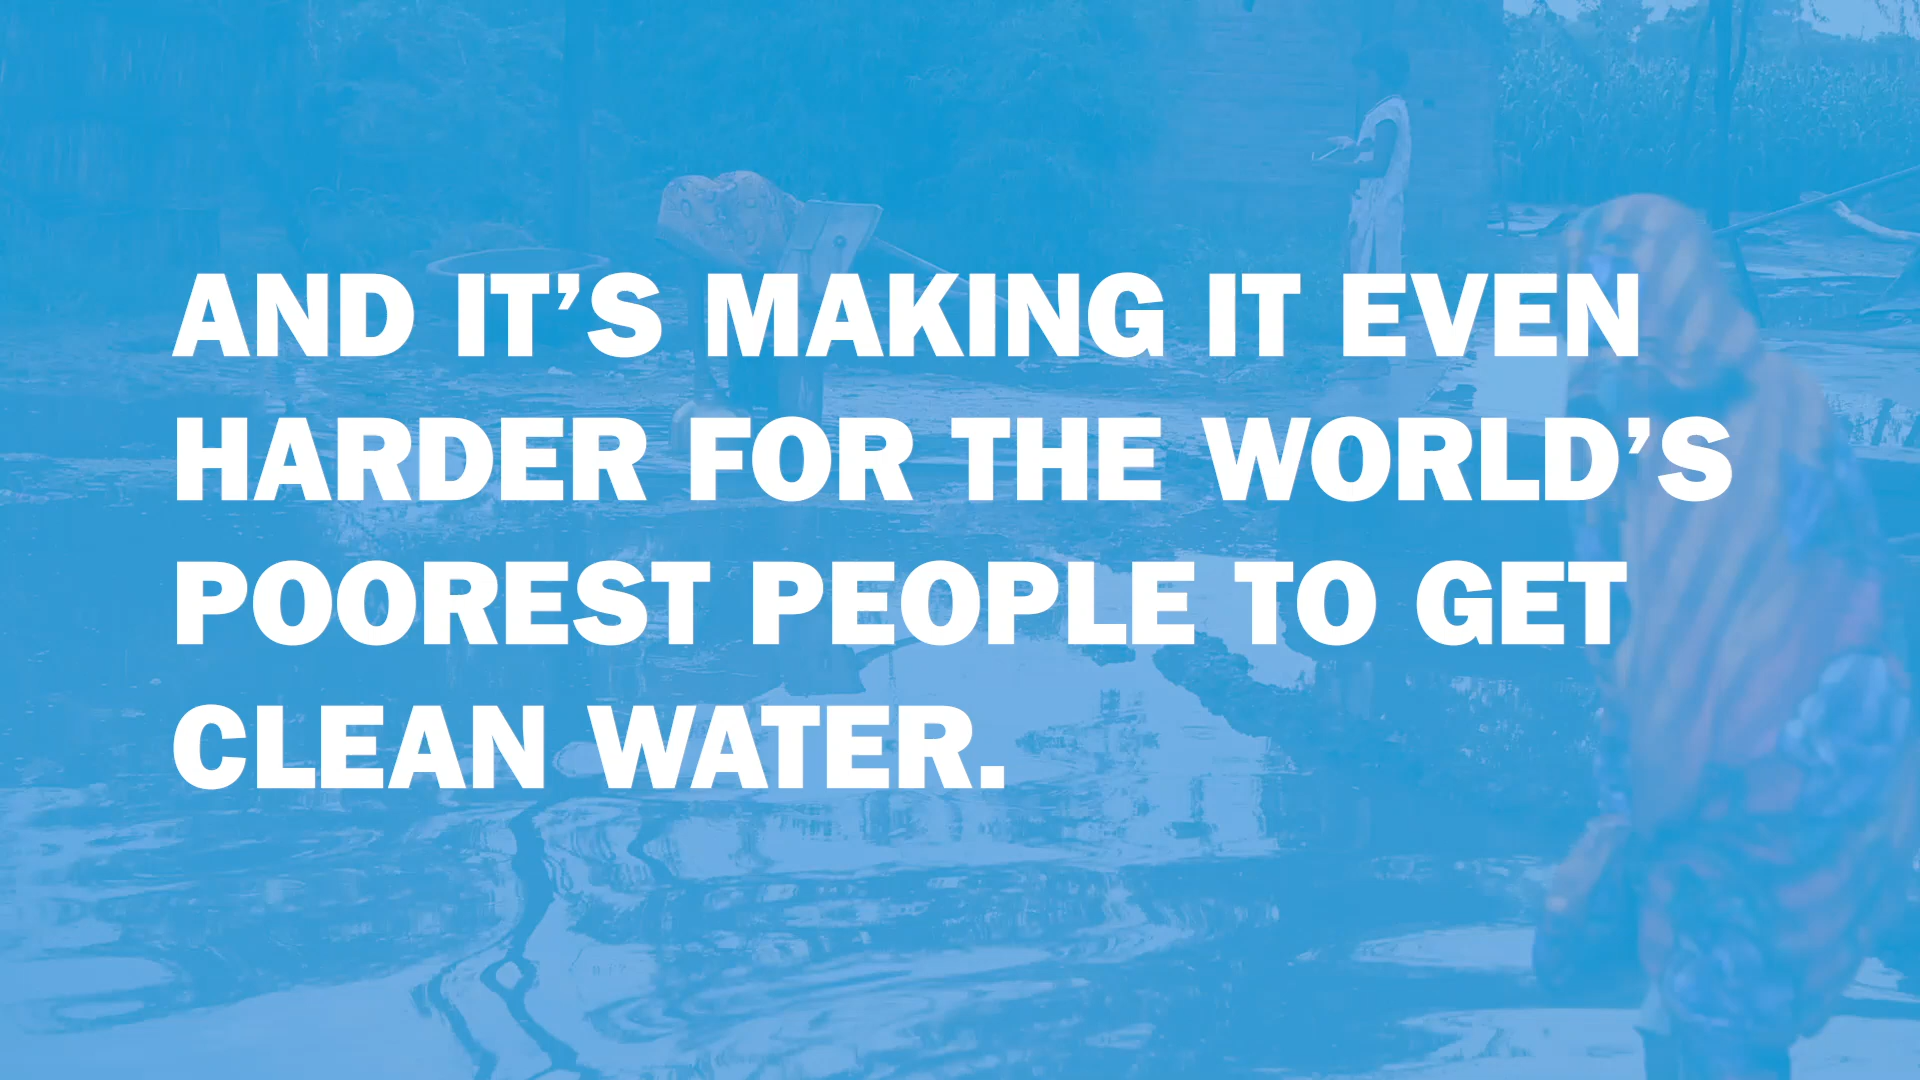 AND IT’S MAKING IT EVEN
HARDER FOR THE WORLD’S
POOREST PEOPLE TO GET
CLEAN WATER.